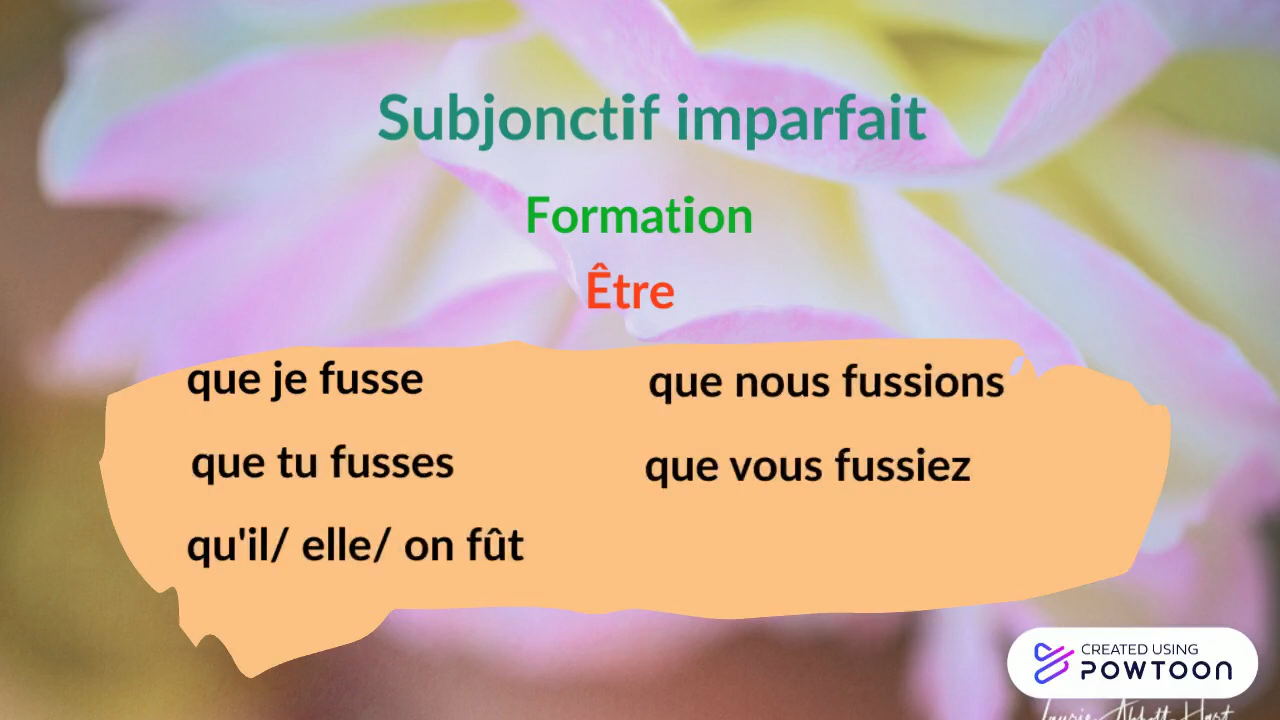 Subjonctif imparfait
Formation
Être
que je fusse
que tu fusses
qu'il/ elle/ on fût
que nous fussions
que vous fussiez
CREATED USING
POWTOON